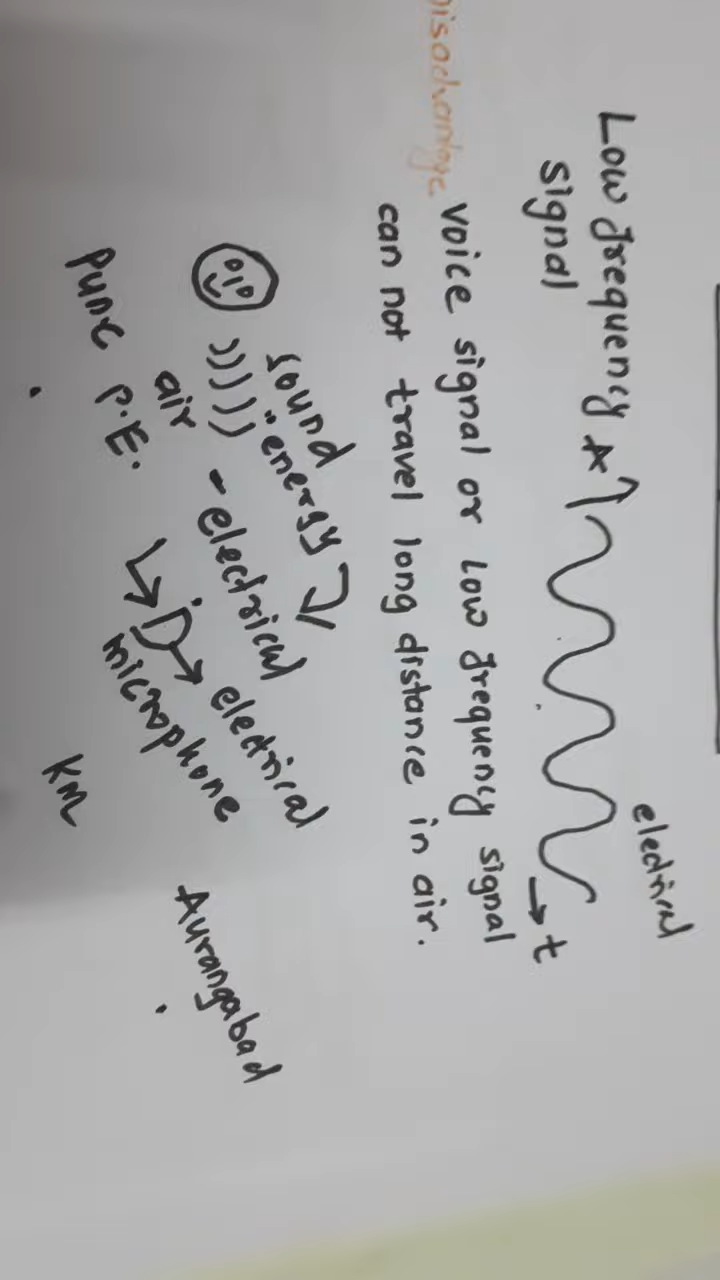 electrical
Low frequency A
signal
→ t
Disadvantage
voice signal or Low frequency signal
can not travel long distance in air.
sound
"energy
- electrical
air
electrical
P.E.
microphone
Pune
Aurangabad
KM